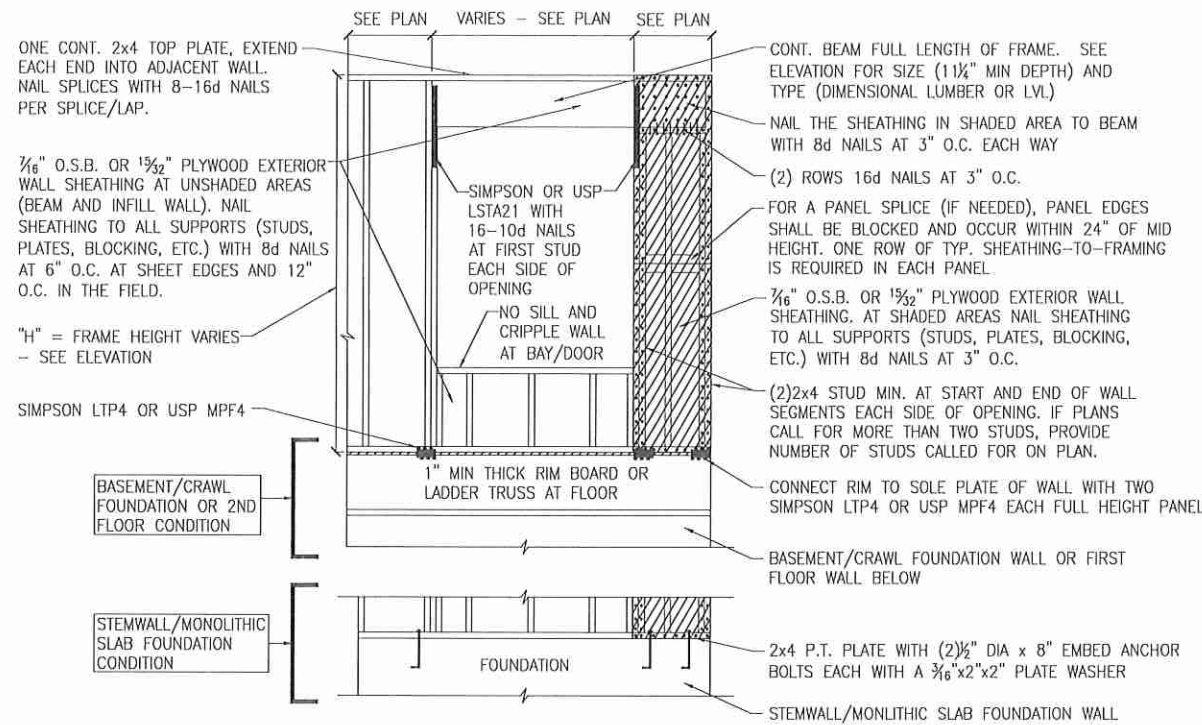 SEE PLAN
VARIES – SEE PLAN
SEE PLAN
ONE CONT. 2x4 TOP PLATE, EXTEND
EACH END INTO ADJACENT WALL.
NAIL SPLICES WITH 8–16d NAILS
PER SPLICE/LAP.
7/16" O.S.B. OR 15/32" PLYWOOD EXTERIOR
WALL SHEATHING AT UNSHADED AREAS
(BEAM AND INFILL WALL). NAIL
SHEATHING TO ALL SUPPORTS (STUDS,
PLATES, BLOCKING, ETC.) WITH 8d NAILS
AT 6" O.C. AT SHEET EDGES AND 12"
O.C. IN THE FIELD.
"H" = FRAME HEIGHT VARIES
– SEE ELEVATION
SIMPSON LTP4 OR USP MPF4
BASEMENT/CRAWL
FOUNDATION OR 2ND
FLOOR CONDITION
STEMWALL/MONOLITHIC
SLAB FOUNDATION
CONDITION
SIMPSON OR USP
LSTA21 WITH
16–10d NAILS
AT FIRST STUD
EACH SIDE OF
OPENING
NO SILL AND
CRIPPLE WALL
AT BAY/DOOR
1" MIN THICK RIM BOARD OR
LADDER TRUSS AT FLOOR
FOUNDATION
CONT. BEAM FULL LENGTH OF FRAME. SEE
ELEVATION FOR SIZE (11¼" MIN DEPTH) AND
TYPE (DIMENSIONAL LUMBER OR LVL)
NAIL THE SHEATHING IN SHADED AREA TO BEAM
WITH 8d NAILS AT 3" O.C. EACH WAY
(2) ROWS 16d NAILS AT 3" O.C.
FOR A PANEL SPLICE (IF NEEDED), PANEL EDGES
SHALL BE BLOCKED AND OCCUR WITHIN 24" OF MID
HEIGHT. ONE ROW OF TYP. SHEATHING–TO–FRAMING
IS REQUIRED IN EACH PANEL
7/16" O.S.B. OR 15/32" PLYWOOD EXTERIOR WALL
SHEATHING. AT SHADED AREAS NAIL SHEATHING
TO ALL SUPPORTS (STUDS, PLATES, BLOCKING,
ETC.) WITH 8d NAILS AT 3" O.C.
(2)2x4 STUD MIN. AT START AND END OF WALL
SEGMENTS EACH SIDE OF OPENING. IF PLANS
CALL FOR MORE THAN TWO STUDS, PROVIDE
NUMBER OF STUDS CALLED FOR ON PLAN.
CONNECT RIM TO SOLE PLATE OF WALL WITH TWO
SIMPSON LTP4 OR USP MPF4 EACH FULL HEIGHT PANEL
BASEMENT/CRAWL FOUNDATION WALL OR FIRST
FLOOR WALL BELOW
2x4 P.T. PLATE WITH (2)½" DIA x 8" EMBED ANCHOR
BOLTS EACH WITH A 3/16"x2"x2" PLATE WASHER
STEMWALL/MONLITHIC SLAB FOUNDATION WALL